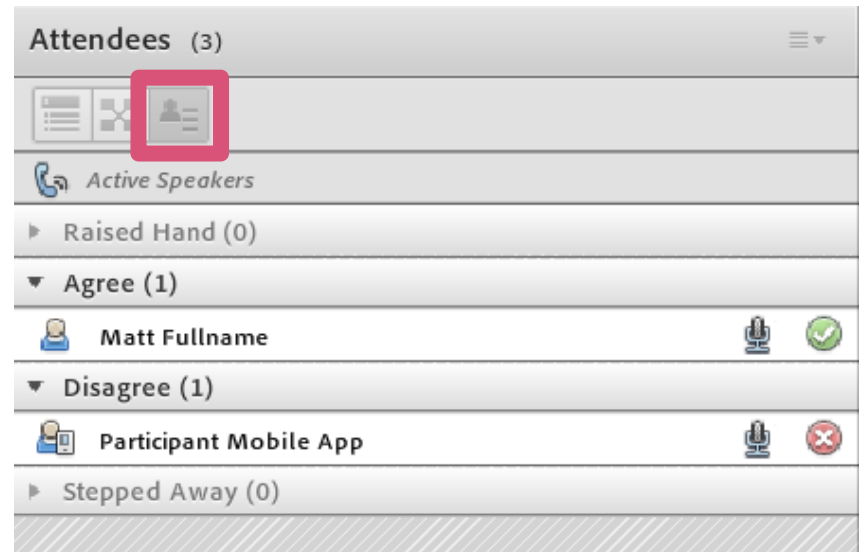 Attendees (3)
Active Speakers
Raised Hand (0)
Agree (1)
Matt Fullname
Disagree (1)
Participant Mobile App
Stepped Away (0)